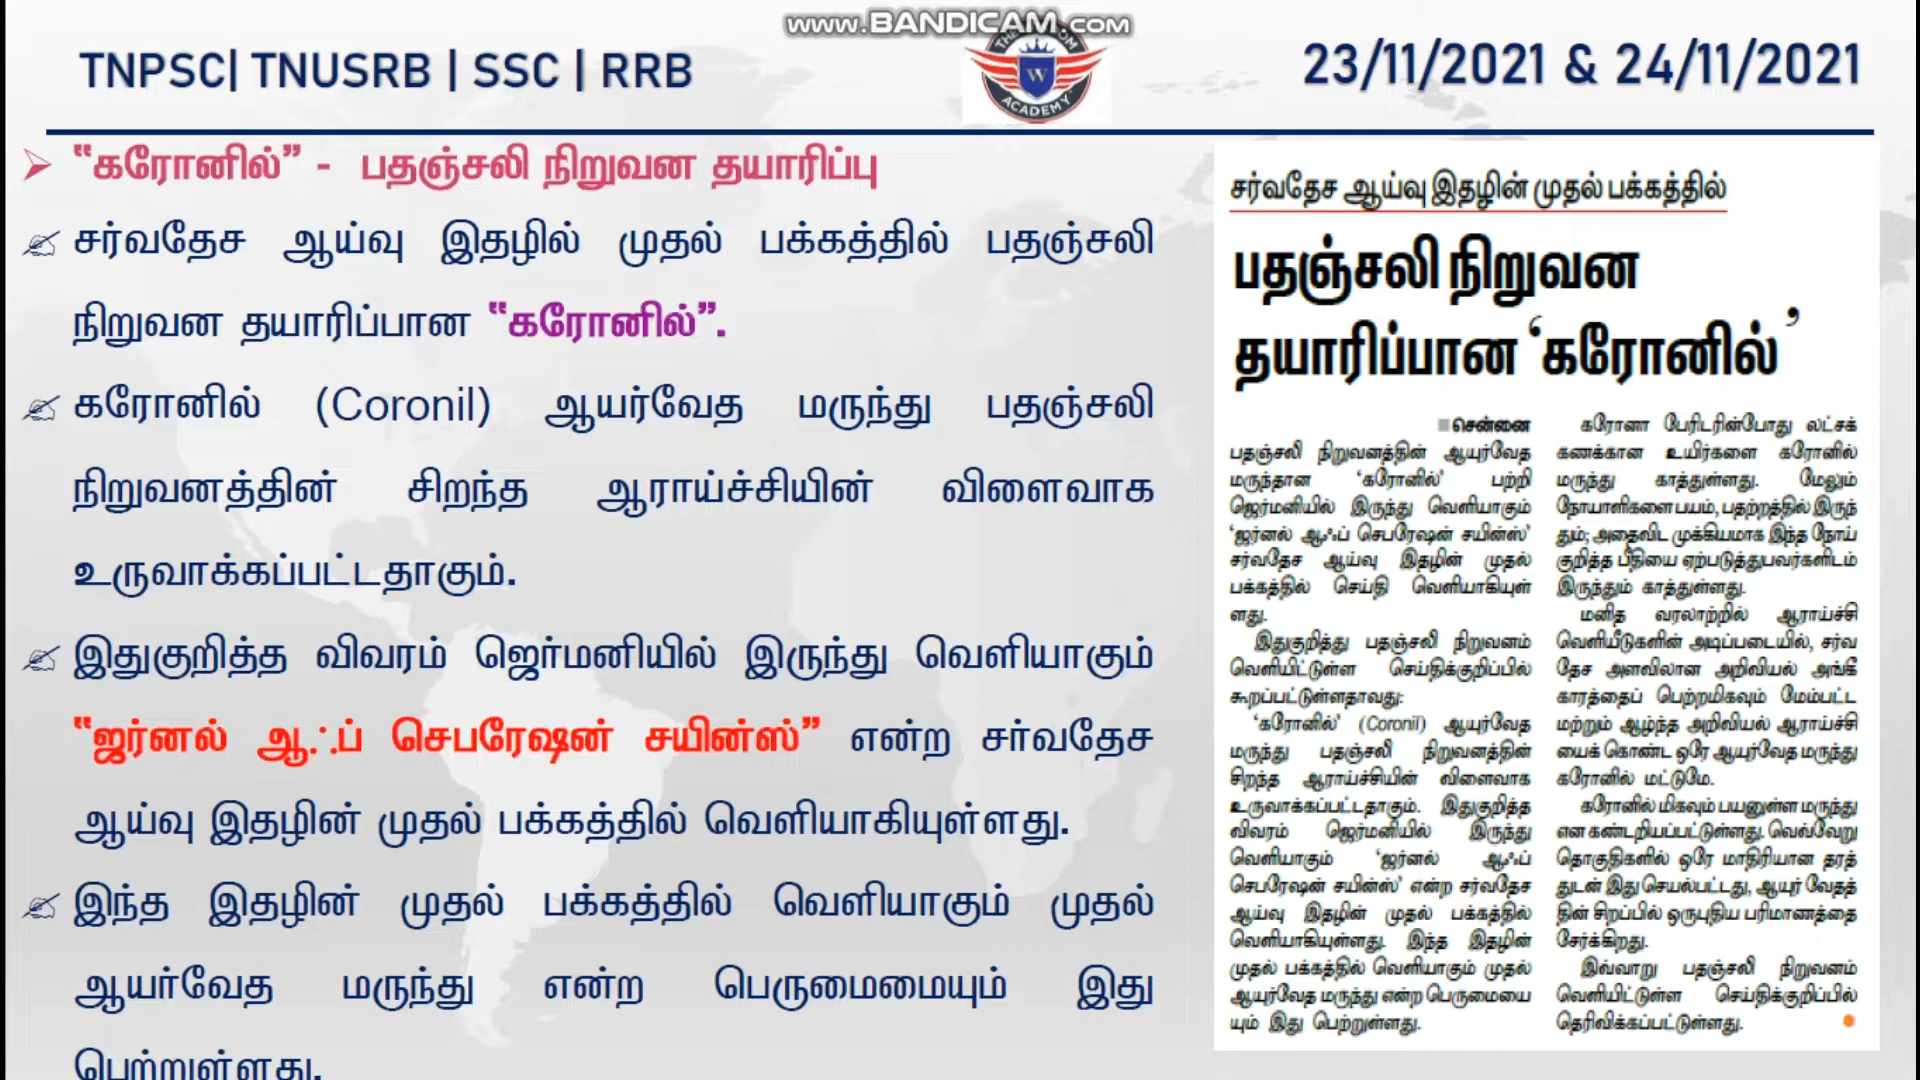 www.BANDICAM.com
TNPSC| TNUSRB | SSC | RRB
W
ACADEMY
23/11/2021 & 24/11/2021
“கரோனில்” - பதஞ்சலி நிறுவன தயாரிப்பு
சர்வதேச ஆய்வு இதழில் முதல் பக்கத்தில் பதஞ்சலி
நிறுவன தயாரிப்பான “கரோனில்”.
கரோனில் (Coronil) ஆயர்வேத மருந்து பதஞ்சலி
நிறுவனத்தின் சிறந்த ஆராய்ச்சியின் விளைவாக
உருவாக்கப்பட்டதாகும்.
இதுகுறித்த விவரம் ஜெர்மனியில் இருந்து வெளியாகும்
“ஜர்னல் ஆஃப் செபரேஷன் சயின்ஸ்” என்ற சர்வதேச
ஆய்வு இதழின் முதல் பக்கத்தில் வெளியாகியுள்ளது.
இந்த இதழின் முதல் பக்கத்தில் வெளியாகும் முதல்
ஆயர்வேத மருந்து என்ற பெருமைமையும் இது
பெற்றுள்ளது.
சர்வதேச ஆய்வு இதழின் முதல் பக்கத்தில்
பதஞ்சலி நிறுவன
தயாரிப்பான ‘கரோனில்’
சென்னை
பதஞ்சலி நிறுவனத்தின் ஆயுர்வேத
மருந்தான ‘கரோனில்’ பற்றி
ஜெர்மனியில் இருந்து வெளியாகும்
‘ஜர்னல் ஆஃப் செபரேஷன் சயின்ஸ்’
சர்வதேச ஆய்வு இதழின் முதல்
பக்கத்தில் செய்தி வெளியாகியுள்
ளது.
இதுகுறித்து பதஞ்சலி நிறுவனம்
வெளியிட்டுள்ள செய்திக்குறிப்பில்
கூறப்பட்டுள்ளதாவது:
‘கரோனில்’ (Coronil) ஆயுர்வேத
மருந்து பதஞ்சலி நிறுவனத்தின்
சிறந்த ஆராய்ச்சியின் விளைவாக
உருவாக்கப்பட்டதாகும். இதுகுறித்த
விவரம் ஜெர்மனியில் இருந்து
வெளியாகும் ‘ஜர்னல் ஆஃப்
செபரேஷன் சயின்ஸ்’ என்ற சர்வதேச
ஆய்வு இதழின் முதல் பக்கத்தில்
வெளியாகியுள்ளது. இந்த இதழின்
முதல் பக்கத்தில் வெளியாகும் முதல்
ஆயுர்வேத மருந்து என்ற பெருமையை
யும் இது பெற்றுள்ளது.
கரோனா பேரிடரின்போது லட்சக்
கணக்கான உயிர்களை கரோனில்
மருந்து காத்துள்ளது. மேலும்
நோயாளிகளை பயம், பதற்றத்தில் இருந்
தும்; அதைவிட முக்கியமாக இந்த நோய்
குறித்த பீதியை ஏற்படுத்துபவர்களிடம்
இருந்தும் காத்துள்ளது.
மனித வரலாற்றில் ஆராய்ச்சி
வெளியீடுகளின் அடிப்படையில், சர்வ
தேச அளவிலான அறிவியல் அங்கீ
காரத்தைப் பெற்றமிகவும் மேம்பட்ட
மற்றும் ஆழ்ந்த அறிவியல் ஆராய்ச்சி
யைக் கொண்ட ஒரே ஆயுர்வேத மருந்து
கரோனில் மட்டுமே.
கரோனில் மிகவும் பயனுள்ள மருந்து
என கண்டறியப்பட்டுள்ளது. வெவ்வேறு
தொகுதிகளில் ஒரே மாதிரியான தரத்
துடன் இது செயல்பட்டது, ஆயுர் வேதத்
தின் சிறப்பில் ஒருபுதிய பரிமாணத்தை
சேர்க்கிறது.
இவ்வாறு பதஞ்சலி நிறுவனம்
வெளியிட்டுள்ள செய்திக்குறிப்பில்
தெரிவிக்கப்பட்டுள்ளது.